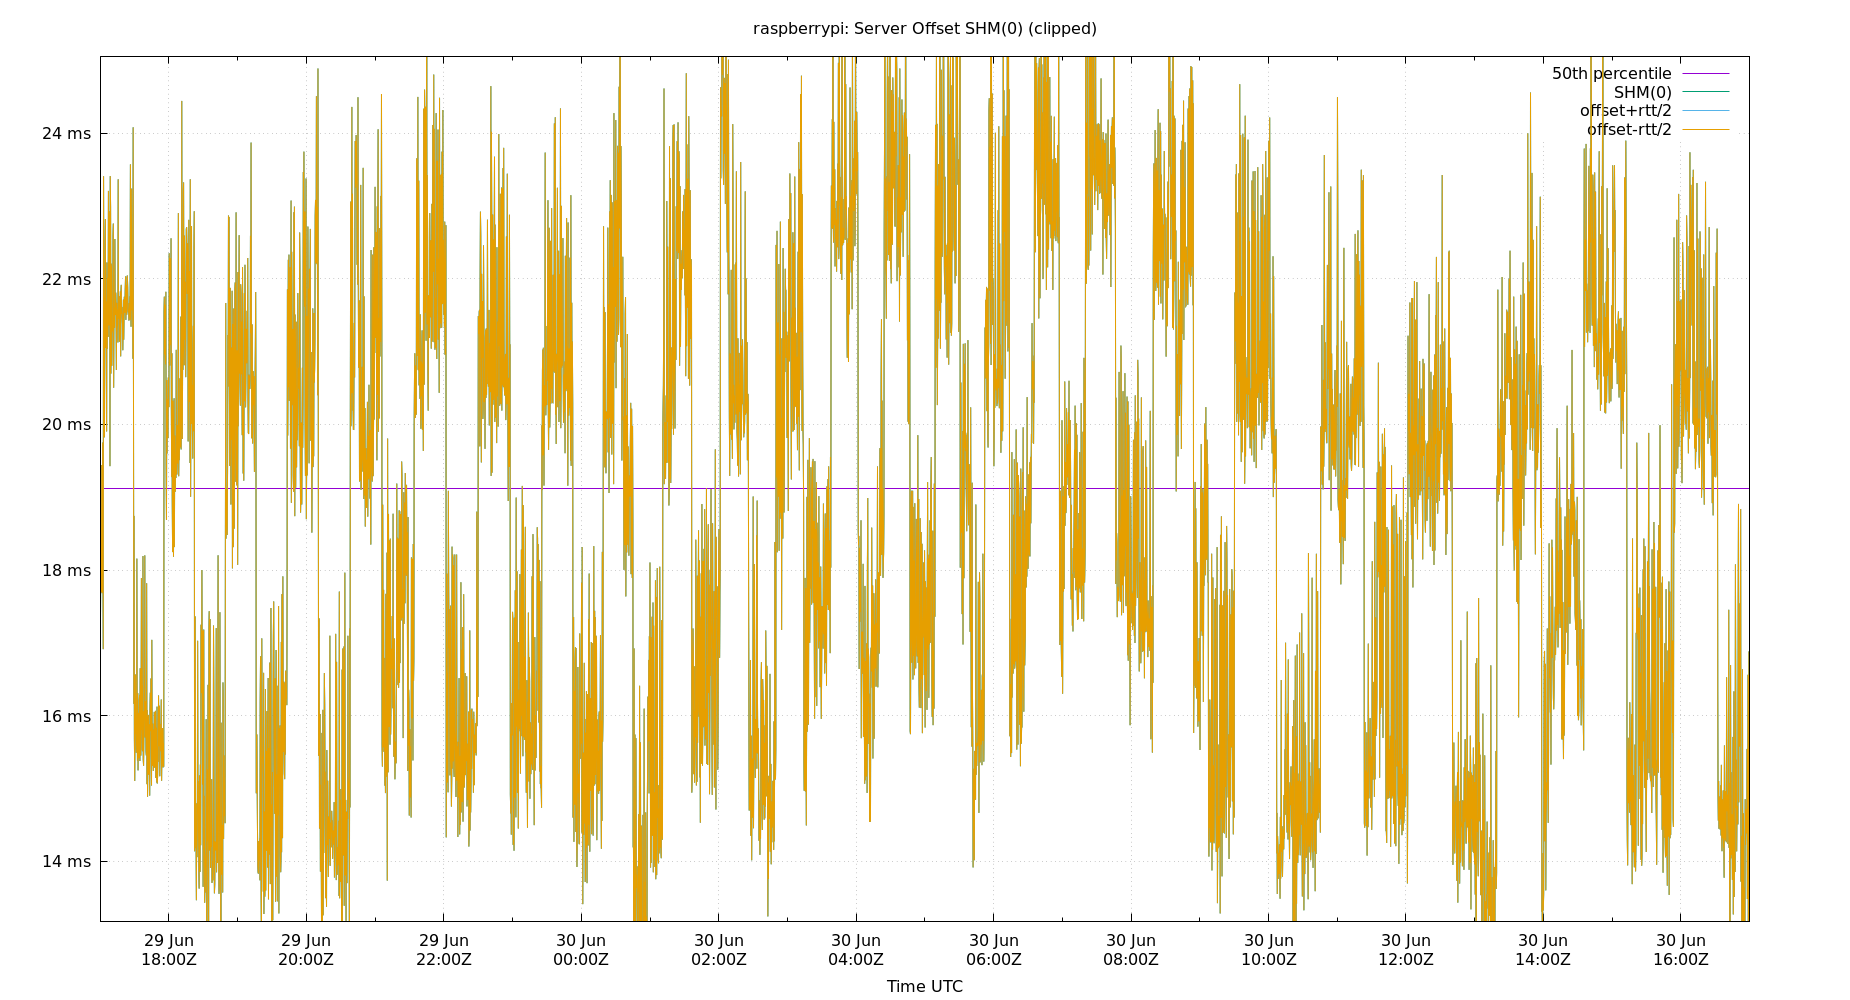 raspberrypi: Server Offset SHM(0) (clipped)
50th percentile
SHM(0)
offset+rtt/2
offset-rtt/2
24 ms
22 ms
20 ms
18 ms
16 ms
14 ms
29 Jun 29 Jun 29 Jun 30 Jun 30 Jun 30 Jun 30 Jun 30 Jun 30 Jun 30 Jun 30 Jun 30 Jun
18:00Z 20:00Z 22:00Z 00:00Z 02:00Z 04:00Z 06:00Z 08:00Z 10:00Z 12:00Z 14:00Z 16:00Z
Time UTC